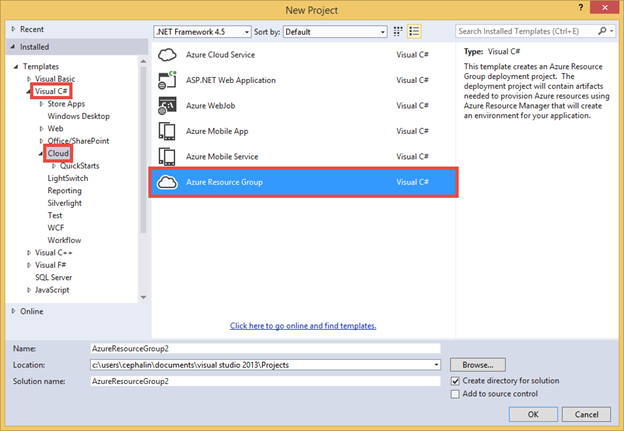 New Project
Recent
Installed
Templates
Visual Basic
Visual C#
Store Apps
Windows Desktop
Web
Office/SharePoint
Cloud
QuickStarts
LightSwitch
Reporting
Silverlight
Test
WCF
Workflow
Visual C++
Visual F#
SQL Server
JavaScript
Online
.NET Framework 4.5 Sort by: Default
Azure Cloud Service Visual C#
ASP.NET Web Application Visual C#
Azure WebJob Visual C#
Azure Mobile App Visual C#
Azure Mobile Service Visual C#
Azure Resource Group Visual C#
Click here to go online and find templates.
Search Installed Templates (Ctrl+E)
Type: Visual C#
This template creates an Azure Resource
Group deployment project. The
deployment project will contain artifacts
needed to provision Azure resources using
Azure Resource Manager that will create
an environment for your application.
Name: AzureResourceGroup2
Location: c:\users\cephalin\documents\visual studio 2013\Projects Browse...
Solution name: AzureResourceGroup2
Create directory for solution
Add to source control
OK Cancel